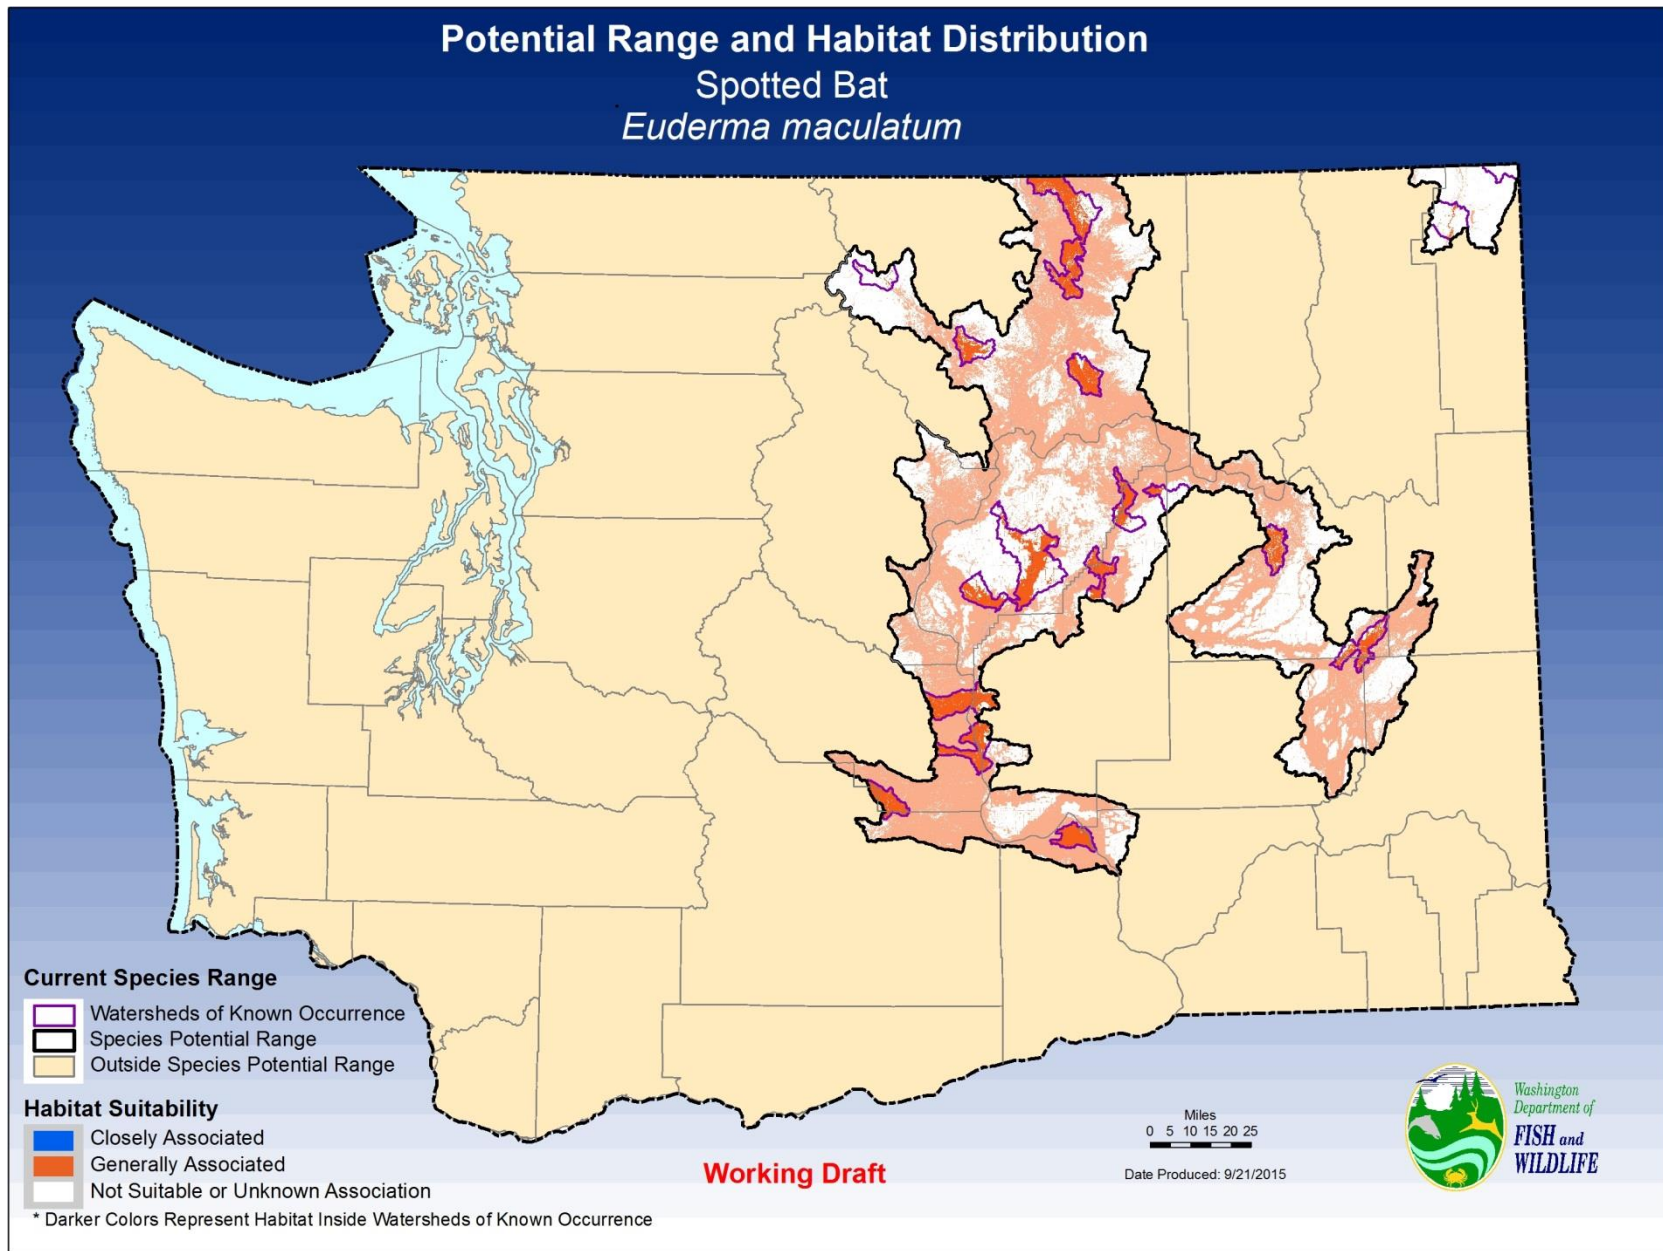 Potential Range and Habitat Distribution
Spotted Bat
Euderma maculatum
Current Species Range
Watersheds of Known Occurrence
Species Potential Range
Outside Species Potential Range
Habitat Suitability
Closely Associated
Generally Associated
Not Suitable or Unknown Association
* Darker Colors Represent Habitat Inside Watersheds of Known Occurrence
Working Draft
Miles
0 5 10 15 20 25
Date Produced: 9/21/2015
Washington
Department of
FISH and
WILDLIFE